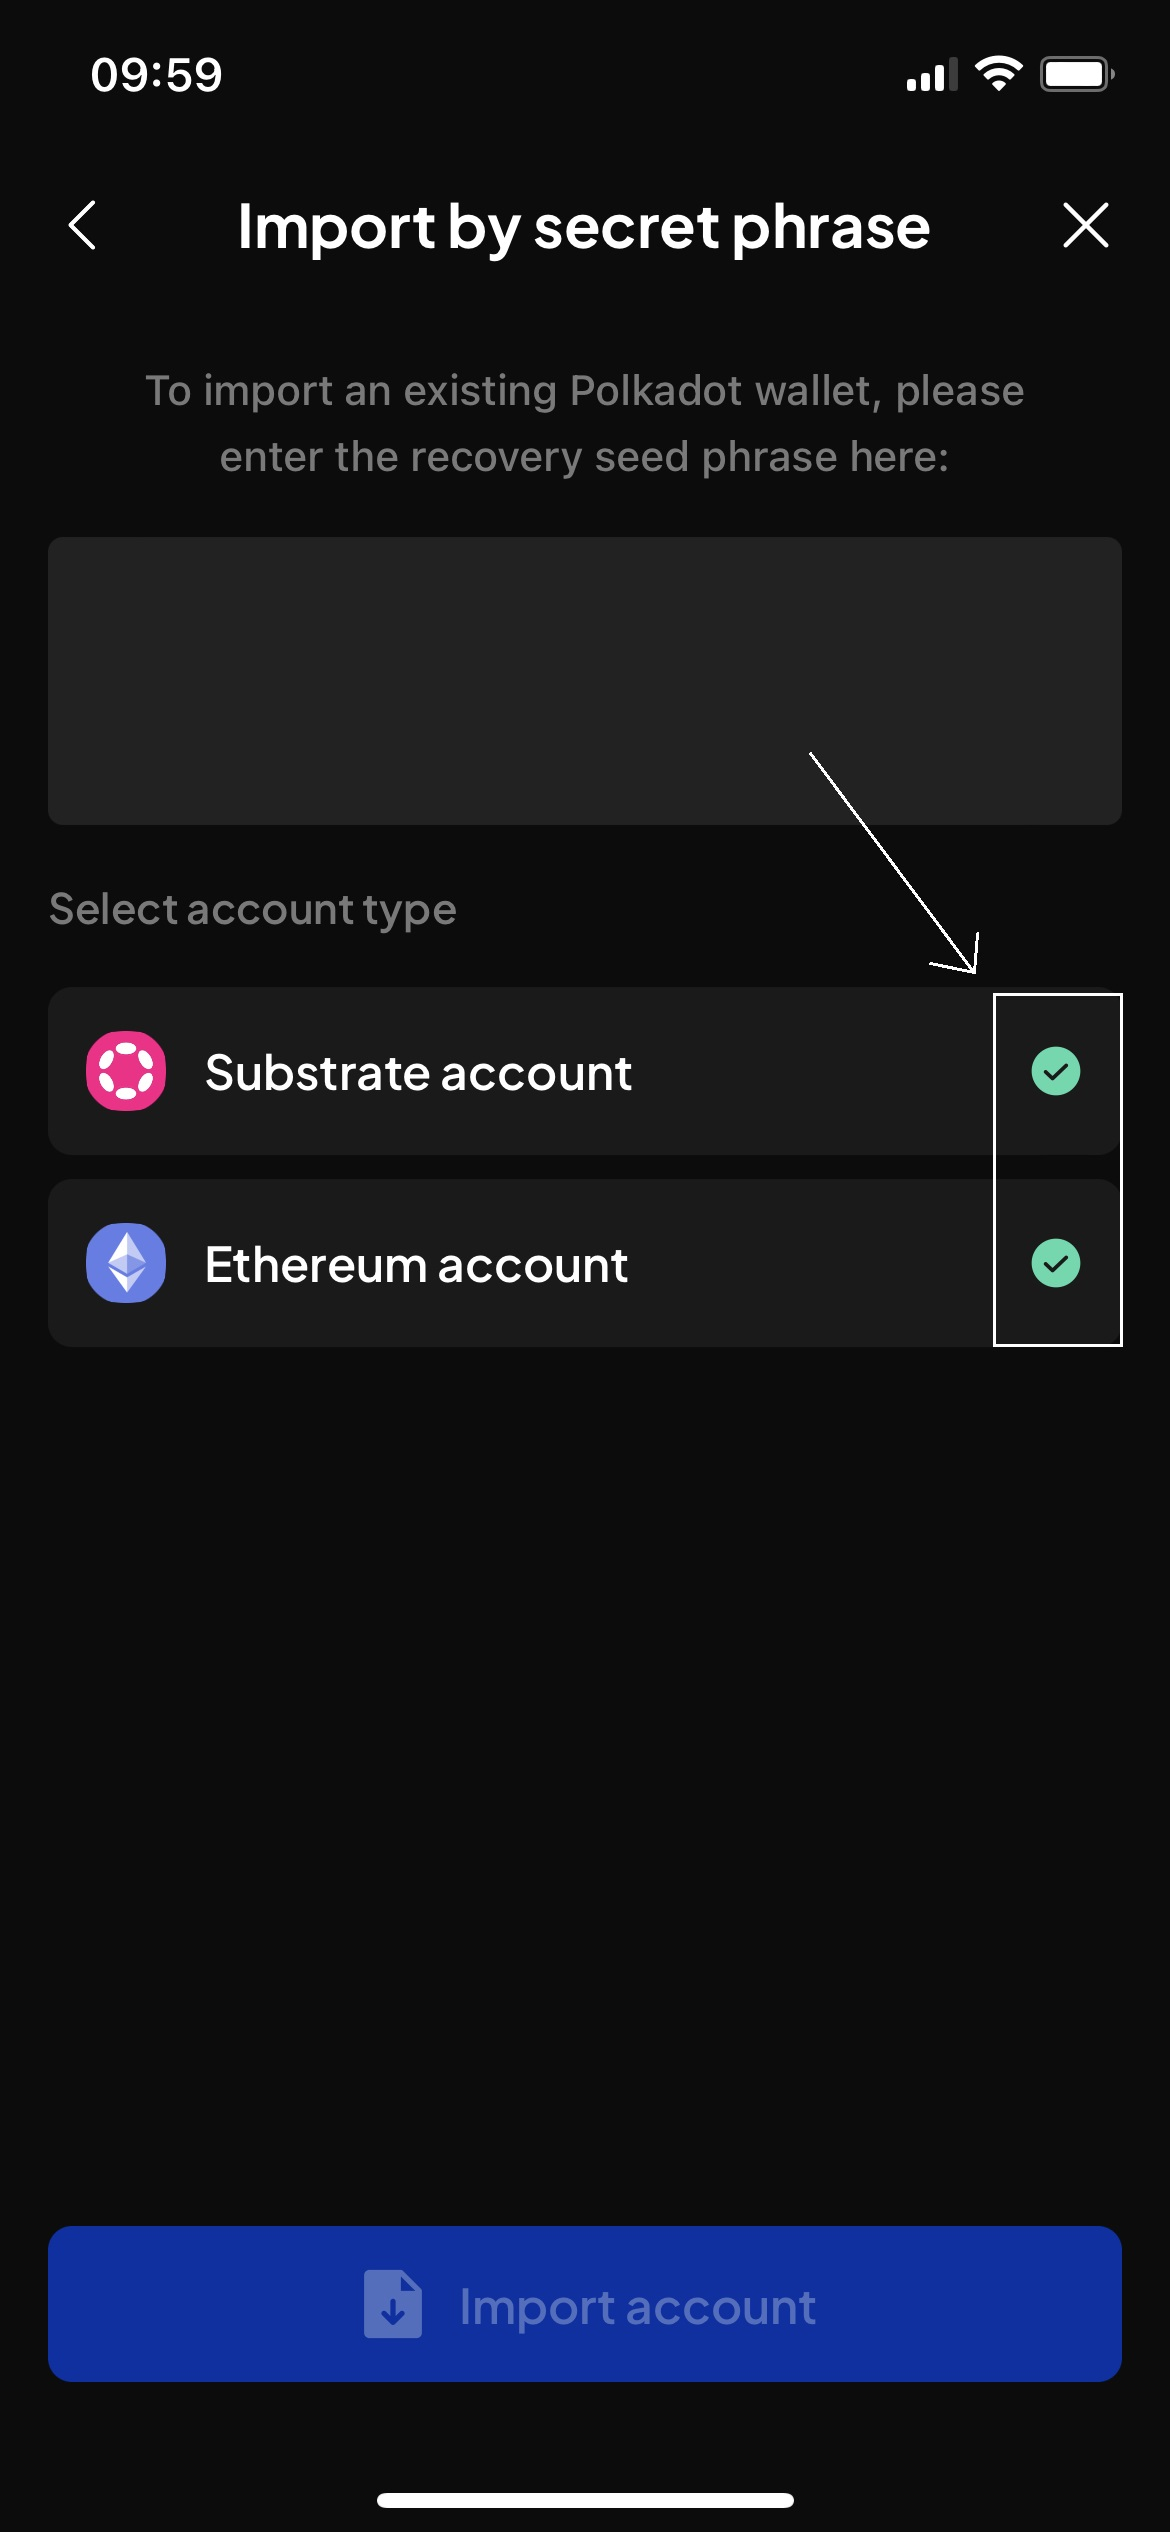 09:59
Import by secret phrase
To import an existing Polkadot wallet, please
enter the recovery seed phrase here:
Select account type
Substrate account
Ethereum account
Import account